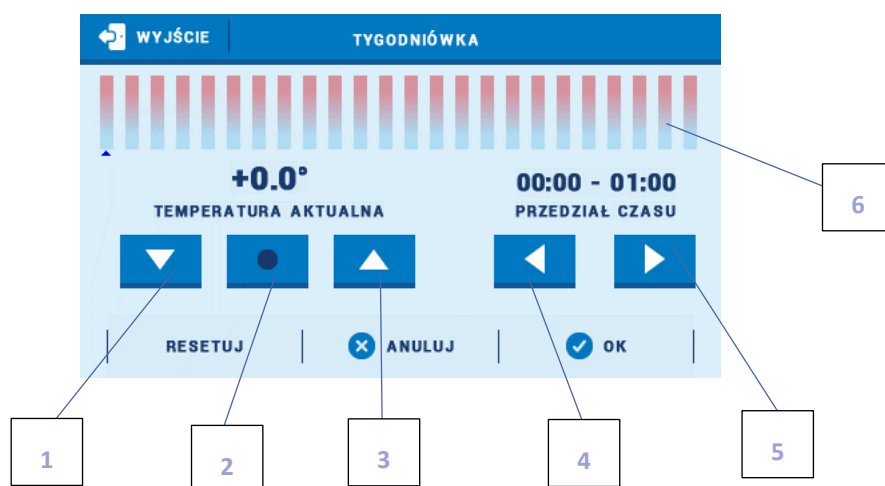 WYJŚCIE
TYGODNIÓWKA
+0.0°
00:00 - 01:00
TEMPERATURA AKTUALNA
PRZEDZIAŁ CZASU
6
RESETUJ
ANULUJ
OK
1
2
3
4
5